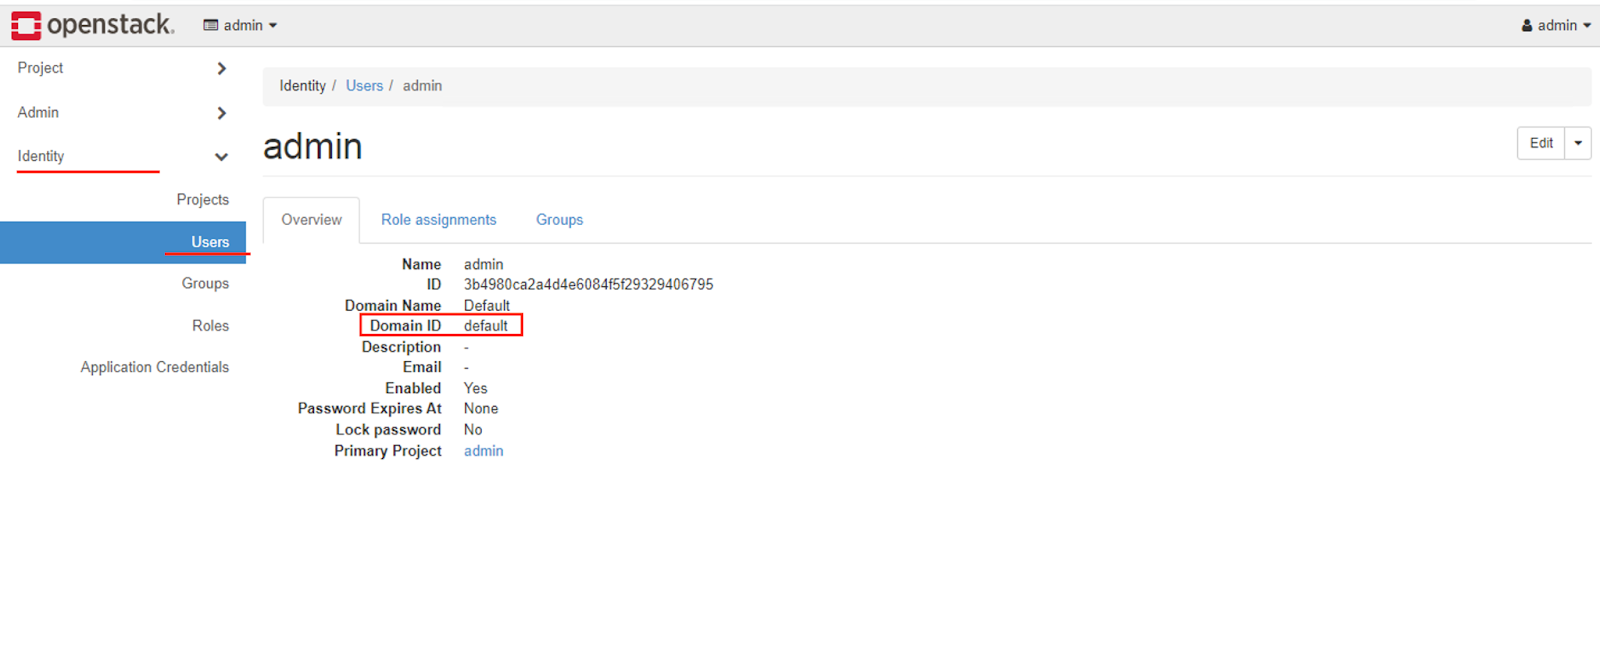 openstack. admin admin
Project
Admin
Identity
Projects
Users
Groups
Roles
Application Credentials
Identity / Users / admin
admin
Edit
Overview Role assignments Groups
Name admin
ID 3b4980ca2a4d4e6084f5f29329406795
Domain Name Default
Domain ID default
Description -
Email -
Enabled Yes
Password Expires At None
Lock password No
Primary Project admin